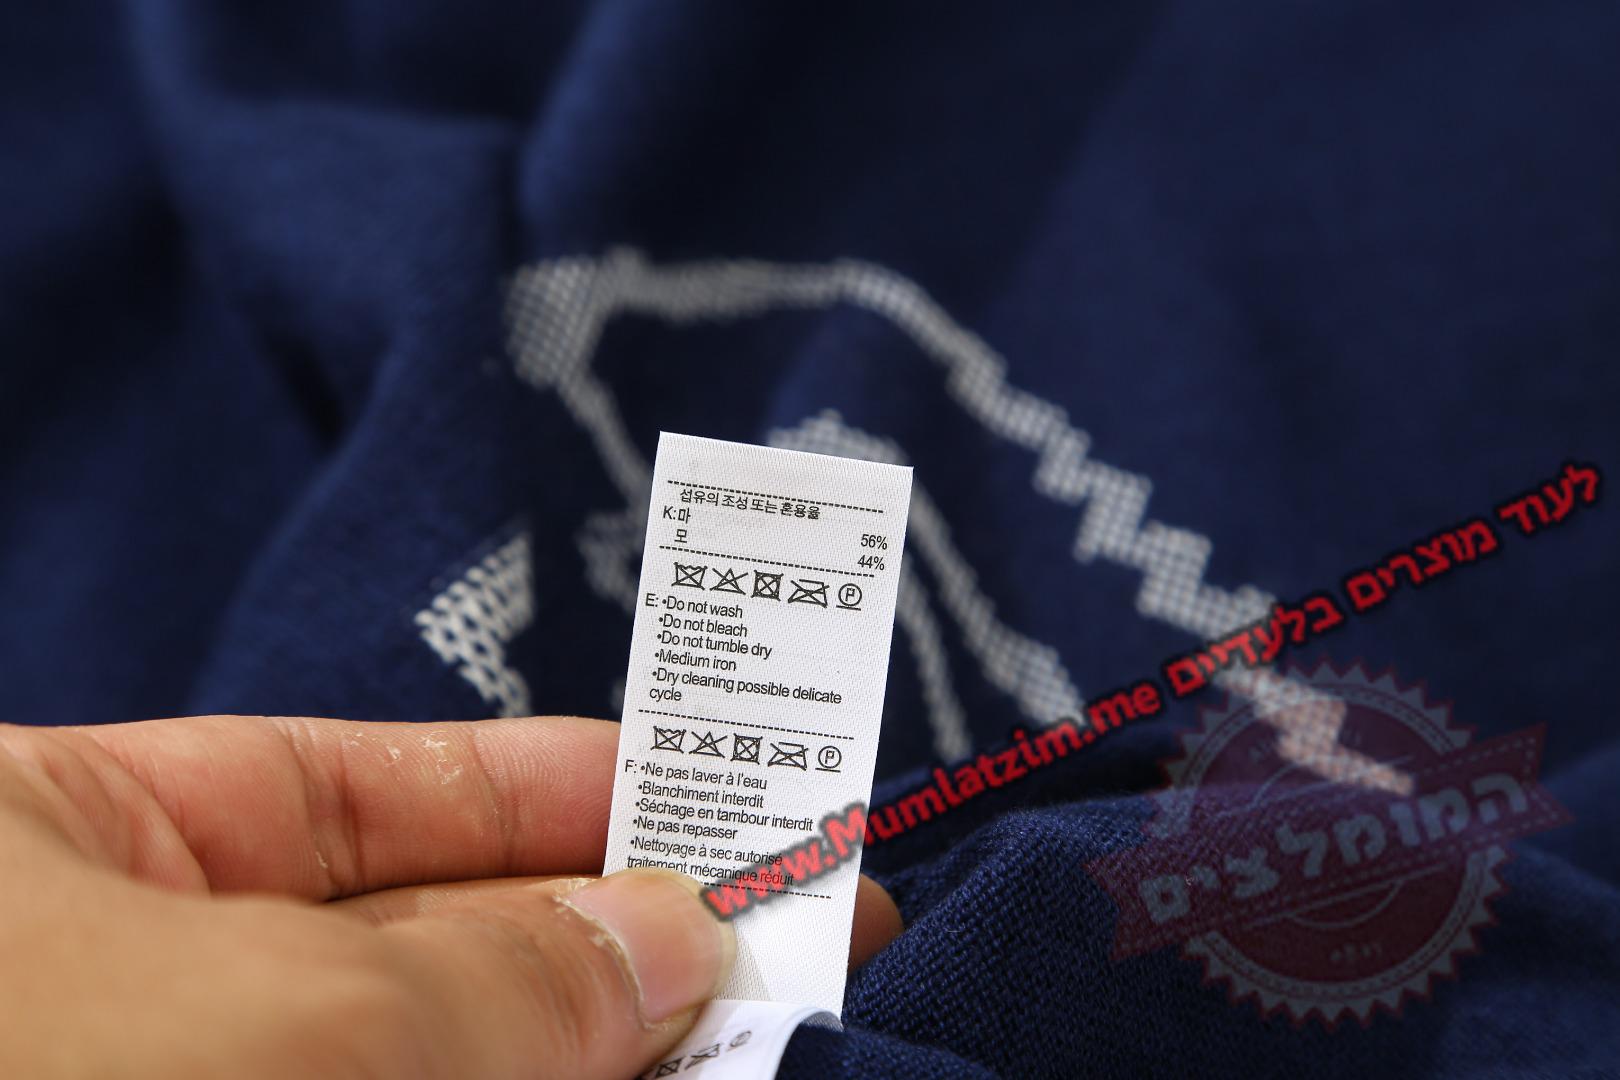 섬유의 조성 또는 혼용율
K:마 56%
모 44%
E: •Do not wash
•Do not bleach
•Do not tumble dry
•Medium iron
•Dry cleaning possible delicate
cycle
F: •Ne pas laver à l'eau
•Blanchiment interdit
•Séchage en tambour interdit
•Ne pas repasser
•Nettoyage à sec autorisé
traitement mécanique réduit
לעוד מוצרים בלעדיים www.Mumlatzim.me
המומלצים